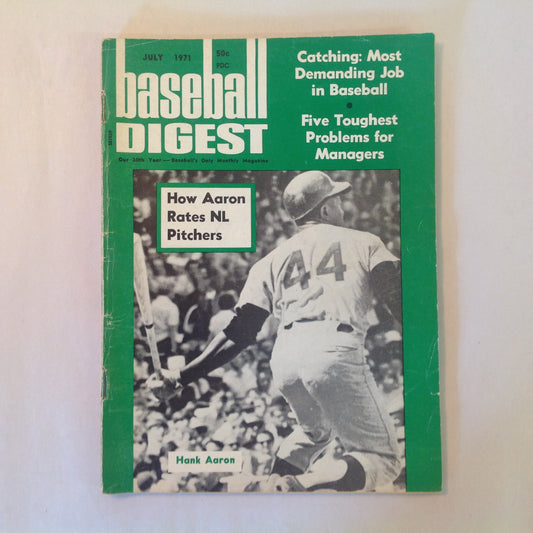 JULY 1971
50c
PDC
baseball
DIGEST
Our 30th Year — Baseball's Only Monthly Magazine
Catching: Most
Demanding Job
in Baseball
•
Five Toughest
Problems for
Managers
How Aaron
Rates NL
Pitchers
44
Hank Aaron